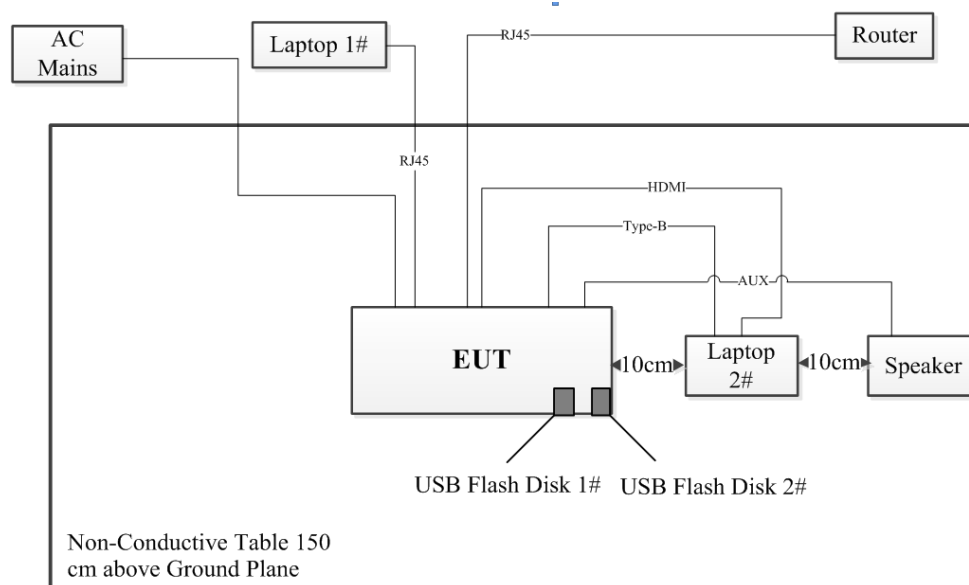 AC
Mains
Laptop 1#
RJ45
Router
RJ45
HDMI
Type-B
AUX
EUT
10cm
Laptop
2#
10cm
Speaker
USB Flash Disk 1#
USB Flash Disk 2#
Non-Conductive Table 150
cm above Ground Plane